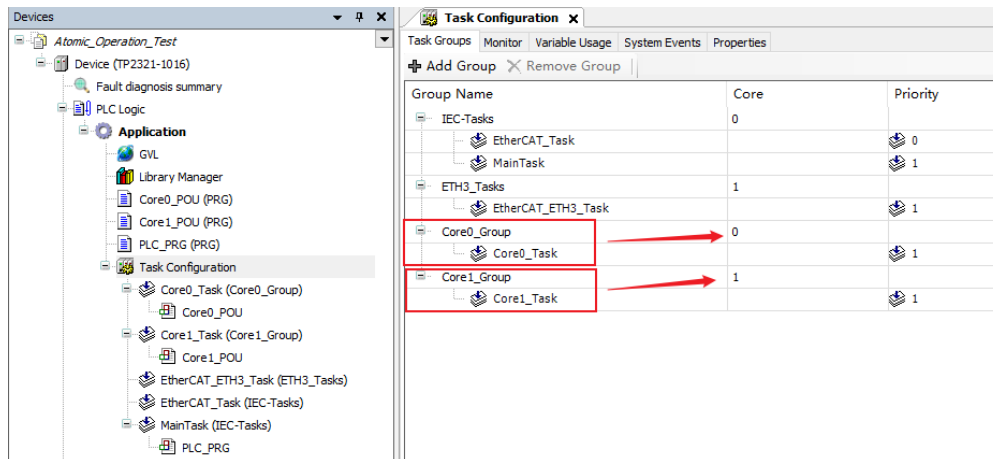 Devices
Atomic_Operation_Test
Device (TP2321-1016)
Fault diagnosis summary
PLC Logic
Application
GVL
Library Manager
Core0_POU (PRG)
Core1_POU (PRG)
PLC_PRG (PRG)
Task Configuration
Core0_Task (Core0_Group)
Core0_POU
Core1_Task (Core1_Group)
Core1_POU
EtherCAT_ETH3_Task (ETH3_Tasks)
EtherCAT_Task (IEC-Tasks)
MainTask (IEC-Tasks)
PLC_PRG
Task Configuration
Task Groups Monitor Variable Usage System Events Properties
Add Group Remove Group
Group Name Core Priority
IEC-Tasks 0
EtherCAT_Task 0
MainTask 1
ETH3_Tasks 1
EtherCAT_ETH3_Task 1
Core0_Group 0
Core0_Task 1
Core1_Group 1
Core1_Task 1